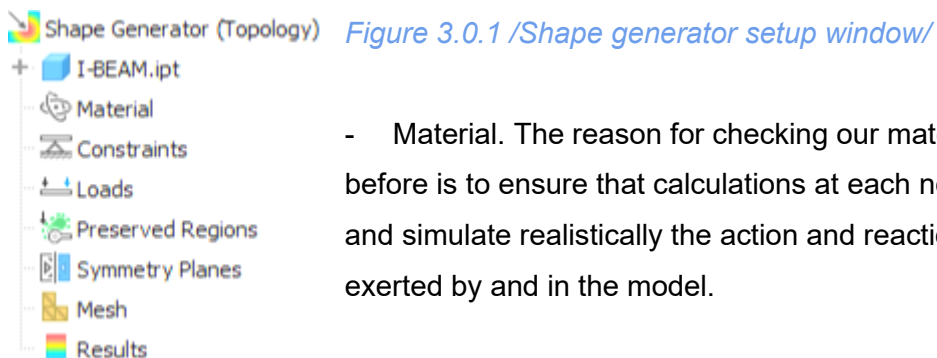 Shape Generator (Topology)
I-BEAM.ipt
Material
Constraints
Loads
Preserved Regions
Symmetry Planes
Mesh
Results
Figure 3.0.1 /Shape generator setup window/
- Material. The reason for checking our
before is to ensure that calculations at each
and simulate realistically the action and
exerted by and in the model.